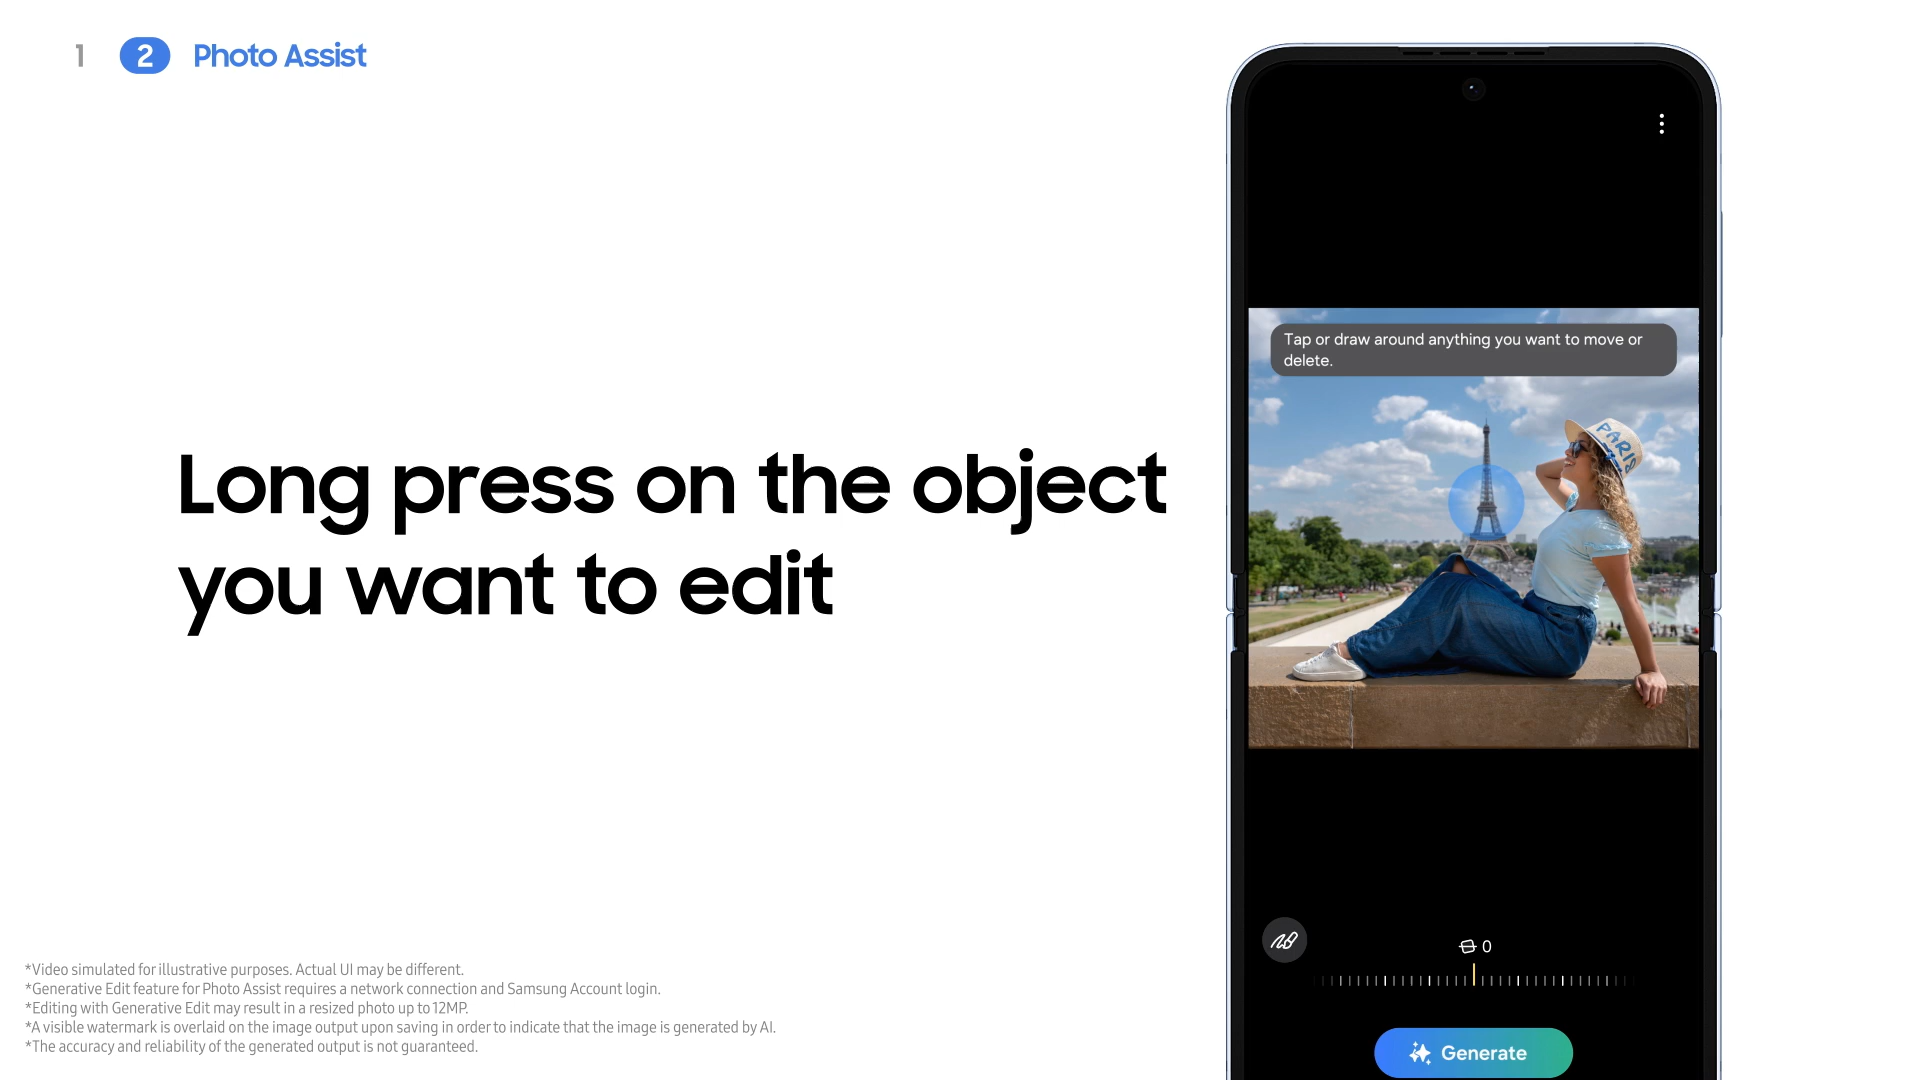 1 2 Photo Assist
Long press on the object
you want to edit
Tap or draw around anything you want to move or
delete.
PARIS
0
Generate
*Video simulated for illustrative purposes. Actual UI may be different.
*Generative Edit feature for Photo Assist requires a network connection and Samsung Account login.
*Editing with Generative Edit may result in a resized photo up to 12MP.
*A visible watermark is overlaid on the image output upon saving in order to indicate that the image is generated by AI.
*The accuracy and reliability of the generated output is not guaranteed.